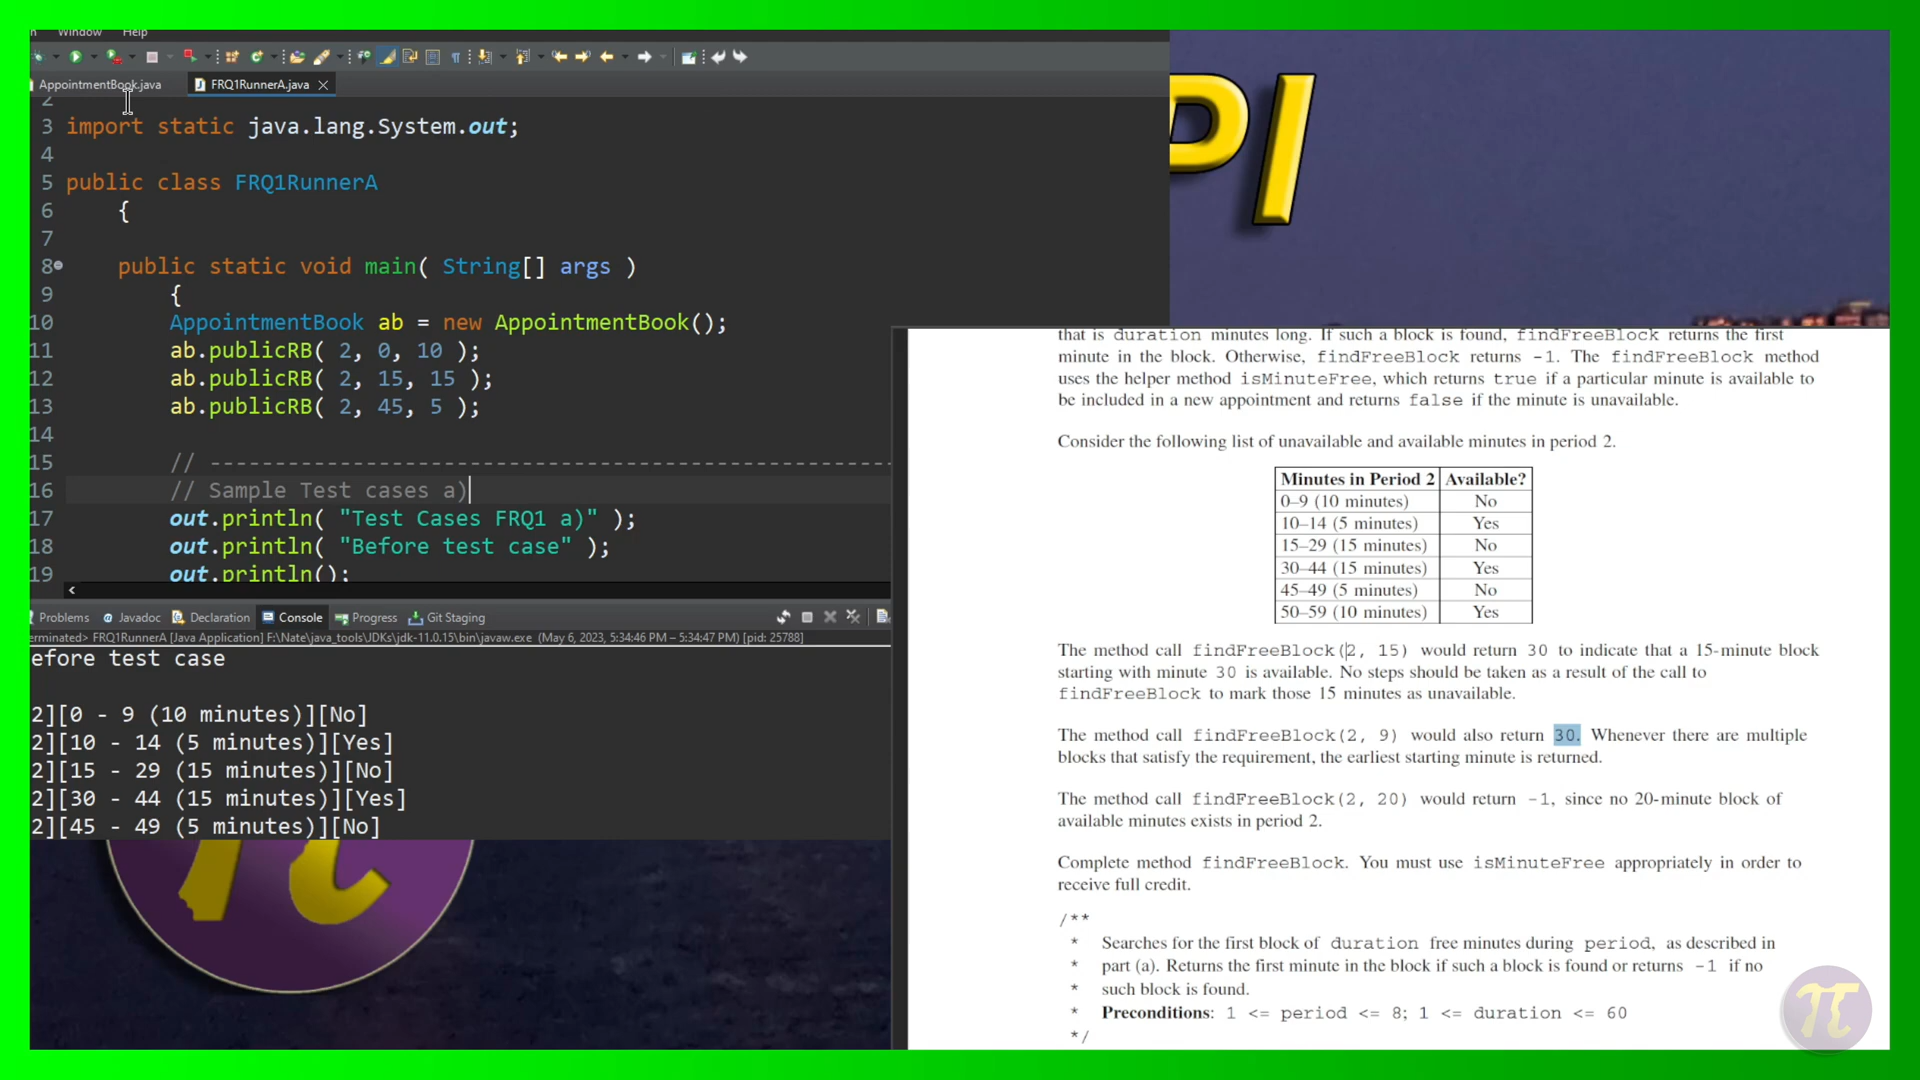 Window Help
AppointmentBook.java FRQ1RunnerA.java
2
3 import static java.lang.System.out;
4
5 public class FRQ1RunnerA
6 {
7
8 public static void main( String[] args )
9 {
10 AppointmentBook ab = new AppointmentBook();
11 ab.publicRB( 2, 0, 10 );
12 ab.publicRB( 2, 15, 15 );
13 ab.publicRB( 2, 45, 5 );
14
15 // ----------------------------------------------------
16 // Sample Test cases a)
17 out.println( "Test Cases FRQ1 a)" );
18 out.println( "Before test case" );
19 out.println();
Problems Javadoc Declaration Console Progress Git Staging
erminated> FRQ1RunnerA [Java Application] F:\Nate\java_tools\JDKs\jdk-11.0.15\bin\javaw.exe (May 6, 2023, 5:34:46 PM – 5:34:47 PM) [pid: 25788]
efore test case
2][0 - 9 (10 minutes)][No]
2][10 - 14 (5 minutes)][Yes]
2][15 - 29 (15 minutes)][No]
2][30 - 44 (15 minutes)][Yes]
2][45 - 49 (5 minutes)][No]
PI
that is duration minutes long. If such a block is found, findFreeBlock returns the first
minute in the block. Otherwise, findFreeBlock returns -1. The findFreeBlock method
uses the helper method isMinuteFree, which returns true if a particular minute is available to
be included in a new appointment and returns false if the minute is unavailable.
Consider the following list of unavailable and available minutes in period 2.
Minutes in Period 2 Available?
0–9 (10 minutes) No
10–14 (5 minutes) Yes
15–29 (15 minutes) No
30–44 (15 minutes) Yes
45–49 (5 minutes) No
50–59 (10 minutes) Yes
The method call findFreeBlock(2, 15) would return 30 to indicate that a 15-minute block
starting with minute 30 is available. No steps should be taken as a result of the call to
findFreeBlock to mark those 15 minutes as unavailable.
The method call findFreeBlock(2, 9) would also return 30. Whenever there are multiple
blocks that satisfy the requirement, the earliest starting minute is returned.
The method call findFreeBlock(2, 20) would return -1, since no 20-minute block of
available minutes exists in period 2.
Complete method findFreeBlock. You must use isMinuteFree appropriately in order to
receive full credit.
/**
* Searches for the first block of duration free minutes during period, as described in
* part (a). Returns the first minute in the block if such a block is found or returns -1 if no
* such block is found.
* Preconditions: 1 <= period <= 8; 1 <= duration <= 60
*/
π
π